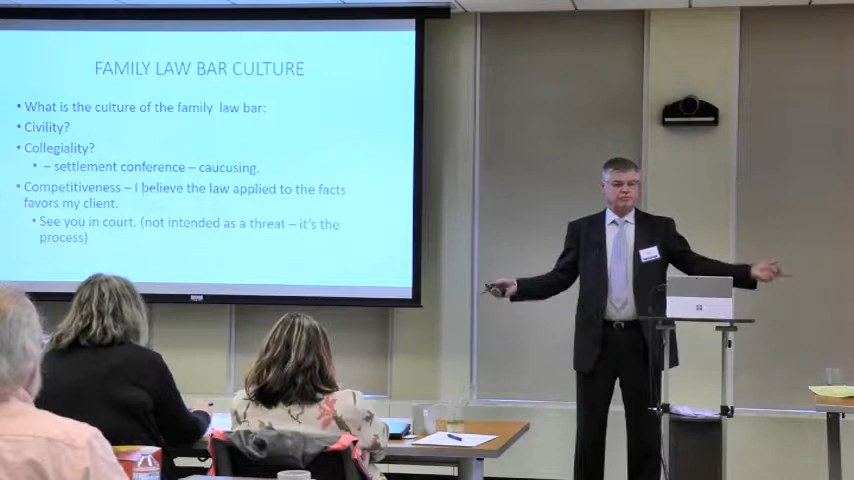 FAMILY LAW BAR CULTURE
• What is the culture of the family law bar:
• Civility?
• Collegiality?
• – settlement conference – caucusing.
• Competitiveness – I believe the law applied to the facts
favors my client.
• See you in court. (not intended as a threat – it's the
process)